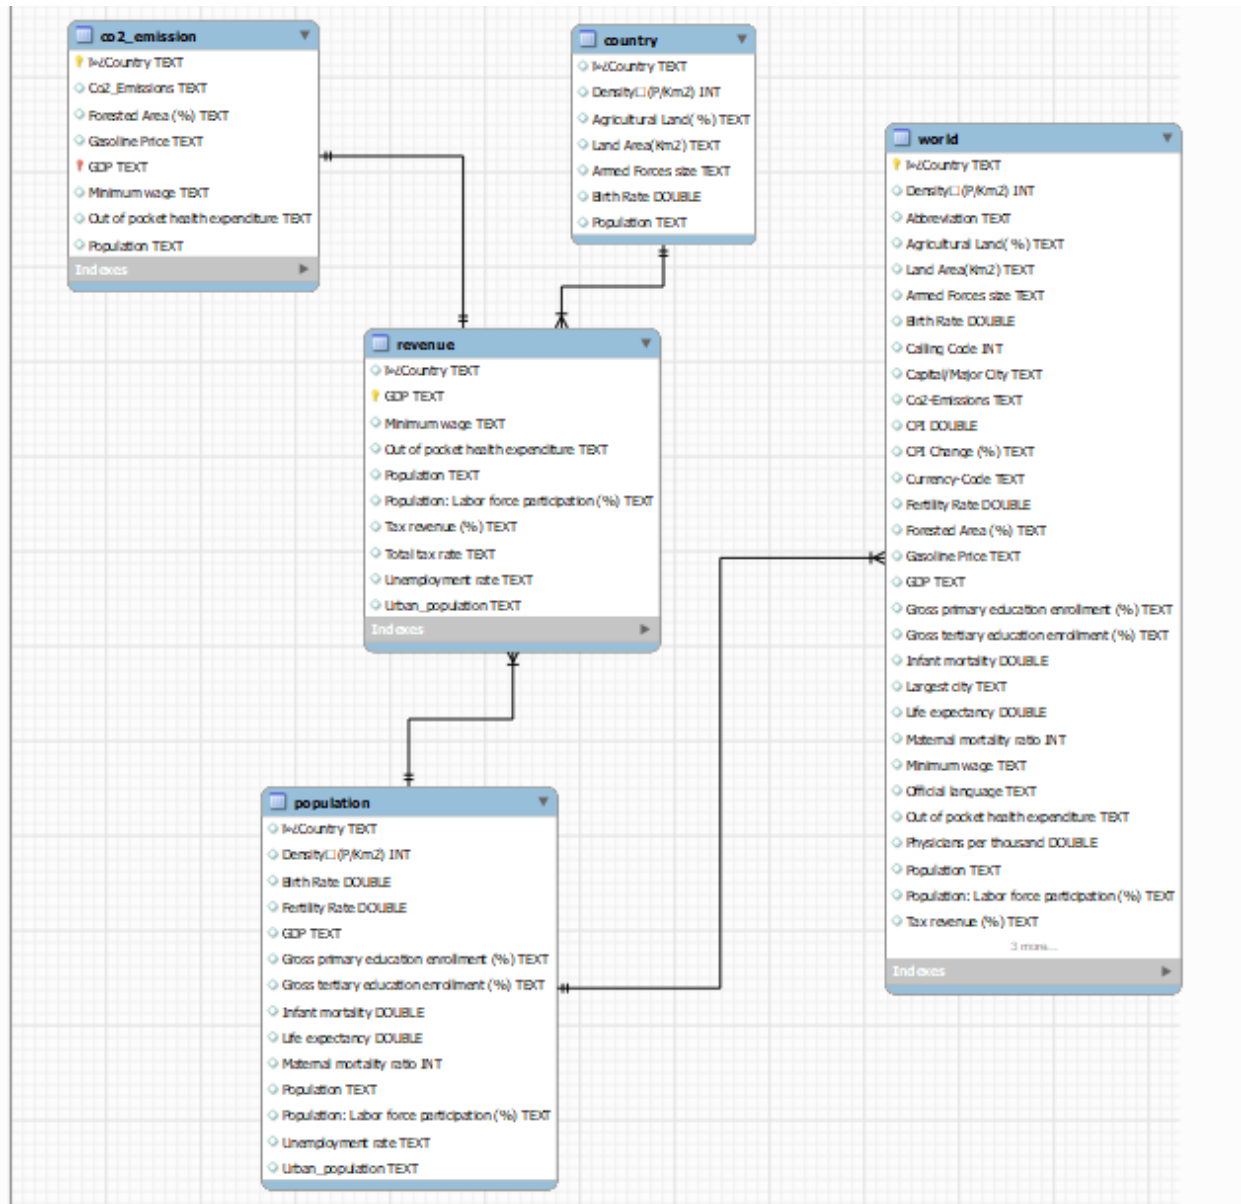 co2_emission
ï»¿Country TEXT
Co2_Emissions TEXT
Forested Area (%) TEXT
Gasoline Price TEXT
GDP TEXT
Minimum wage TEXT
Out of pocket health expenditure TEXT
Population TEXT
Indexes
country
ï»¿Country TEXT
Density□(P/Km2) INT
Agricultural Land( %) TEXT
Land Area(Km2) TEXT
Armed Forces size TEXT
Birth Rate DOUBLE
Population TEXT
revenue
ï»¿Country TEXT
GDP TEXT
Minimum wage TEXT
Out of pocket health expenditure TEXT
Population TEXT
Population: Labor force participation (%) TEXT
Tax revenue (%) TEXT
Total tax rate TEXT
Unemployment rate TEXT
Urban_population TEXT
Indexes
population
ï»¿Country TEXT
Density□(P/Km2) INT
Birth Rate DOUBLE
Fertility Rate DOUBLE
GDP TEXT
Gross primary education enrollment (%) TEXT
Gross tertiary education enrollment (%) TEXT
Infant mortality DOUBLE
Life expectancy DOUBLE
Maternal mortality ratio INT
Population TEXT
Population: Labor force participation (%) TEXT
Unemployment rate TEXT
Urban_population TEXT
world
ï»¿Country TEXT
Density□(P/Km2) INT
Abbreviation TEXT
Agricultural Land( %) TEXT
Land Area(Km2) TEXT
Armed Forces size TEXT
Birth Rate DOUBLE
Calling Code INT
Capital/Major City TEXT
Co2-Emissions TEXT
CPI DOUBLE
CPI Change (%) TEXT
Currency-Code TEXT
Fertility Rate DOUBLE
Forested Area (%) TEXT
Gasoline Price TEXT
GDP TEXT
Gross primary education enrollment (%) TEXT
Gross tertiary education enrollment (%) TEXT
Infant mortality DOUBLE
Largest city TEXT
Life expectancy DOUBLE
Maternal mortality ratio INT
Minimum wage TEXT
Official language TEXT
Out of pocket health expenditure TEXT
Physicians per thousand DOUBLE
Population TEXT
Population: Labor force participation (%) TEXT
Tax revenue (%) TEXT
3 more...
Indexes